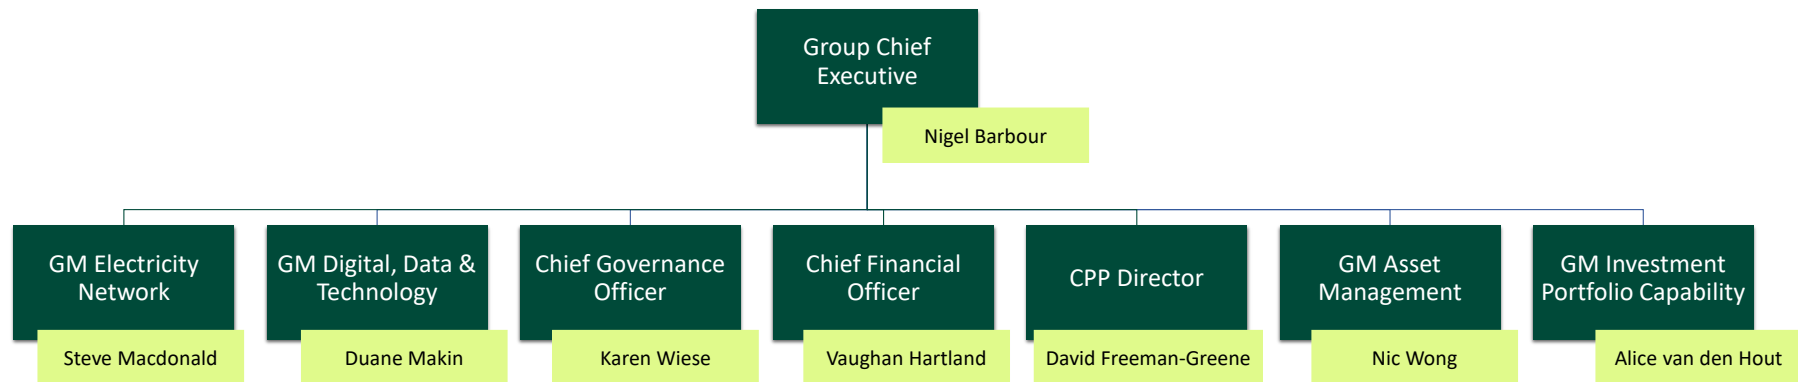 Group Chief
Executive
Nigel Barbour
GM Electricity
Network
Steve Macdonald
GM Digital, Data &
Technology
Duane Makin
Chief Governance
Officer
Karen Wiese
Chief Financial
Officer
Vaughan Hartland
CPP Director
David Freeman-Greene
GM Asset
Management
Nic Wong
GM Investment
Portfolio Capability
Alice van den Hout